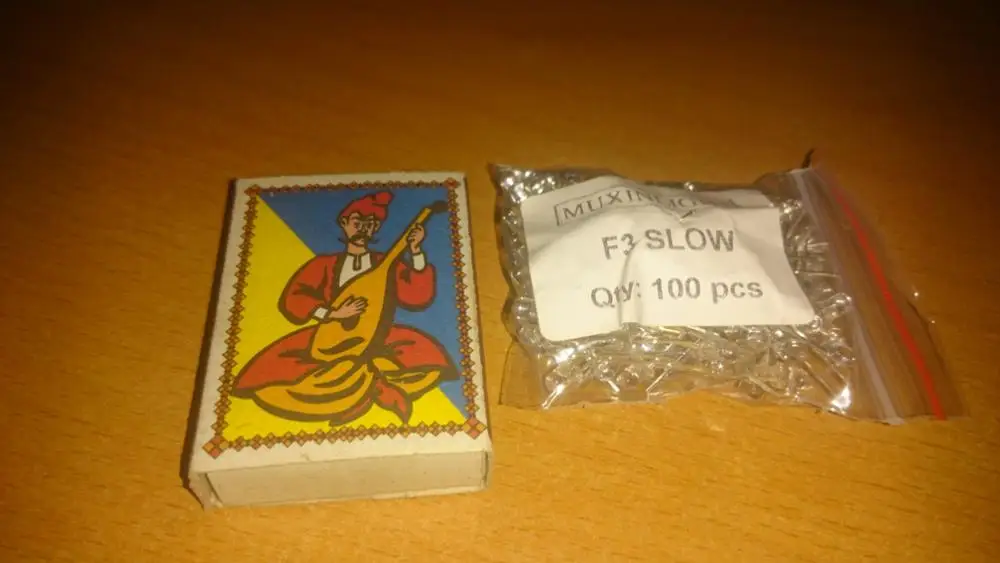 F3 SLOW
Qty: 100 pcs